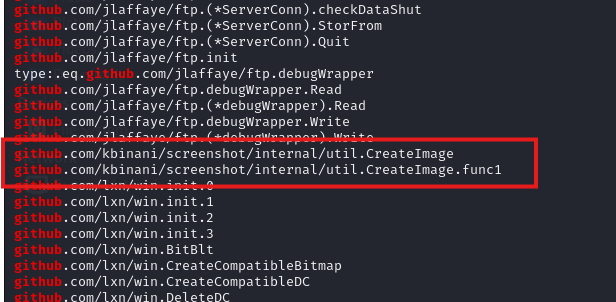 github.com/jlaffaye/ftp.(*ServerConn).checkDataShut
github.com/jlaffaye/ftp.(*ServerConn).StorFrom
github.com/jlaffaye/ftp.(*ServerConn).Quit
github.com/jlaffaye/ftp.init
type:.eq.github.com/jlaffaye/ftp.debugWrapper
github.com/jlaffaye/ftp.debugWrapper.Read
github.com/jlaffaye/ftp.(*debugWrapper).Read
github.com/jlaffaye/ftp.debugWrapper.Write
github.com/jlaffaye/ftp.(*debugWrapper).Write
github.com/kbinani/screenshot/internal/util.CreateImage
github.com/kbinani/screenshot/internal/util.CreateImage.func1
github.com/lxn/win.init.0
github.com/lxn/win.init.1
github.com/lxn/win.init.2
github.com/lxn/win.init.3
github.com/lxn/win.BitBlt
github.com/lxn/win.CreateCompatibleBitmap
github.com/lxn/win.CreateCompatibleDC
github.com/lxn/win.DeleteDC